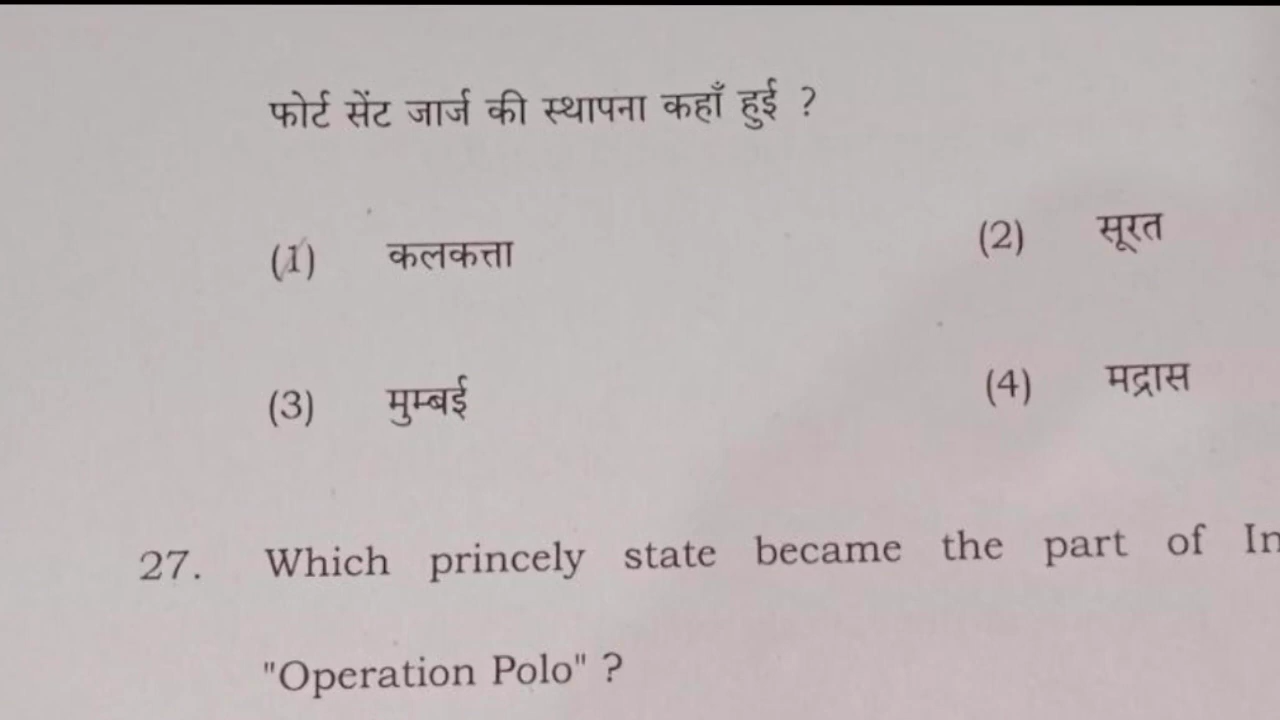 फोर्ट सेंट जार्ज की स्थापना कहाँ हुई ?
(1) कलकत्ता (2) सूरत
(3) मुम्बई (4) मद्रास
27. Which princely state became the part of In
"Operation Polo" ?